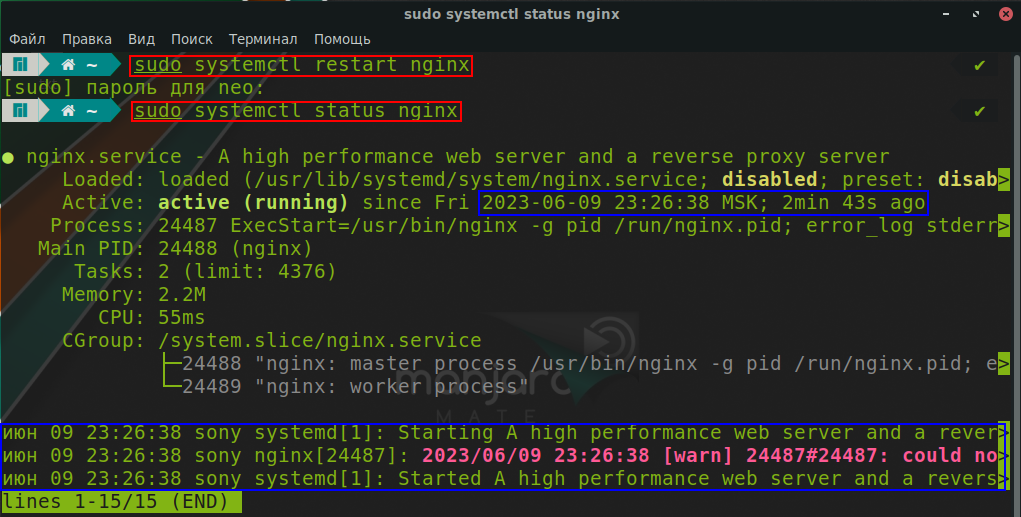 sudo systemctl status nginx
Файл Правка Вид Поиск Терминал Помощь
~ sudo systemctl restart nginx ✔
[sudo] пароль для neo:
~ sudo systemctl status nginx ✔
● nginx.service - A high performance web server and a reverse proxy server
Loaded: loaded (/usr/lib/systemd/system/nginx.service; disabled; preset: disab>
Active: active (running) since Fri 2023-06-09 23:26:38 MSK; 2min 43s ago
Process: 24487 ExecStart=/usr/bin/nginx -g pid /run/nginx.pid; error_log stderr>
Main PID: 24488 (nginx)
Tasks: 2 (limit: 4376)
Memory: 2.2M
CPU: 55ms
CGroup: /system.slice/nginx.service
├─24488 "nginx: master process /usr/bin/nginx -g pid /run/nginx.pid; e>
└─24489 "nginx: worker process"
manjaro
MATE
июн 09 23:26:38 sony systemd[1]: Starting A high performance web server and a rever>
июн 09 23:26:38 sony nginx[24487]: 2023/06/09 23:26:38 [warn] 24487#24487: could no>
июн 09 23:26:38 sony systemd[1]: Started A high performance web server and a revers>
lines 1-15/15 (END)